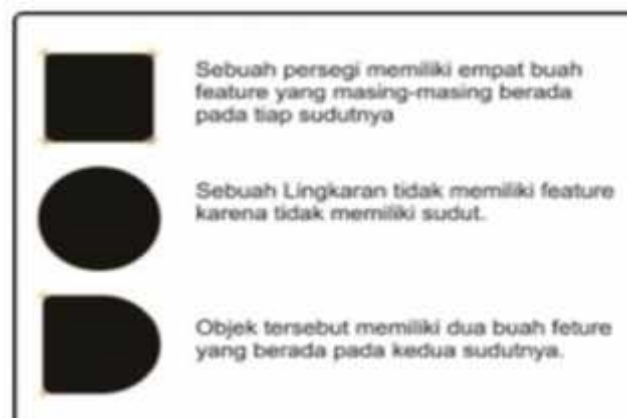 Sebuah persegi memiliki empat buah
feature yang masing-masing berada
pada tiap sudutnya
Sebuah Lingkaran tidak memiliki feature
karena tidak memiliki sudut.
Objek tersebut memiliki dua buah feture
yang berada pada kedua sudutnya.